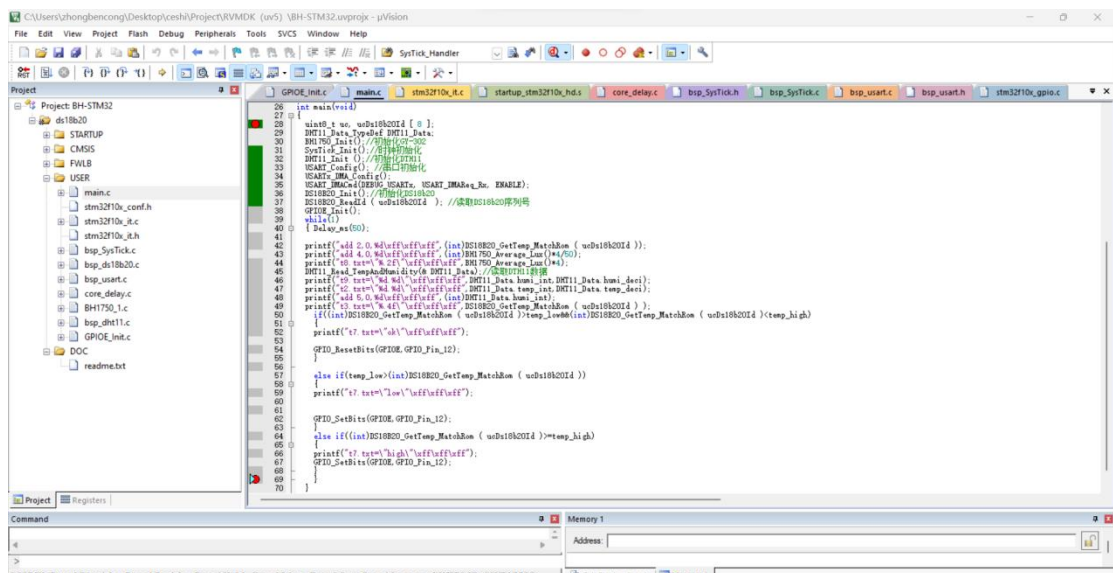 C:\Users\zhongbencong\Desktop\ceshi\Project\RVMDK (uv5) \BH-STM32.uvprojx - µVision
File Edit View Project Flash Debug Peripherals Tools SVCS Window Help
SysTick_Handler
RST
Project
GPIOE_Init.c main.c stm32f10x_it.c startup_stm32f10x_hd.s core_delay.c bsp_SysTick.h bsp_SysTick.c bsp_usart.c bsp_usart.h stm32f10x_gpio.c
Project: BH-STM32
ds18b20
STARTUP
CMSIS
FWLB
USER
main.c
stm32f10x_conf.h
stm32f10x_it.c
stm32f10x_it.h
bsp_SysTick.c
bsp_ds18b20.c
bsp_usart.c
core_delay.c
BH1750_1.c
bsp_dht11.c
GPIOE_Init.c
DOC
readme.txt
26 int main(void)
27 {
28 uint8_t uc, ucDs18b20Id [ 8 ];
29 DHT11_Data_TypeDef DHT11_Data;
30 BH1750_Init();//初始化GY-302
31 SysTick_Init();//时钟初始化
32 DHT11_Init ();//初始化DTH11
33 USART_Config(); //串口初始化
34 USARTx_DMA_Config();
35 USART_DMACmd(DEBUG_USARTx, USART_DMAReq_Rx, ENABLE);
36 DS18B20_Init();//初始化DS18b20
37 DS18B20_ReadId ( ucDs18b20Id ); //读取DS18b20序列号
38 GPIOE_Init();
39 while(1)
40 { Delay_ms(50);
41
42 printf("add 2,0,%d\xff\xff\xff",(int)DS18B20_GetTemp_MatchRom ( ucDs18b20Id ));
43 printf("add 4,0,%d\xff\xff\xff",(int)BH1750_Average_Lux()*4/50);
44 printf("t8.txt=\"%.2f\"\xff\xff\xff",BH1750_Average_Lux()*4);
45 DHT11_Read_TempAndHumidity(& DHT11_Data);//读取DTH11数据
46 printf("t9.txt=\"%d.%d\"\xff\xff\xff",DHT11_Data.humi_int,DHT11_Data.humi_deci);
47 printf("t2.txt=\"%d.%d\"\xff\xff\xff",DHT11_Data.temp_int,DHT11_Data.temp_deci);
48 printf("add 5,0,%d\xff\xff\xff",(int)DHT11_Data.humi_int);
49 printf("t3.txt=\"%.4f\"\xff\xff\xff",DS18B20_GetTemp_MatchRom ( ucDs18b20Id ) );
50 if((int)DS18B20_GetTemp_MatchRom ( ucDs18b20Id )>temp_low&&(int)DS18B20_GetTemp_MatchRom ( ucDs18b20Id )<temp_high)
51 {
52 printf("t7.txt=\"ok\"\xff\xff\xff");
53
54 GPIO_ResetBits(GPIOE,GPIO_Pin_12);
55 }
56
57 else if(temp_low>(int)DS18B20_GetTemp_MatchRom ( ucDs18b20Id ))
58 {
59 printf("t7.txt=\"low\"\xff\xff\xff");
60
61
62 GPIO_SetBits(GPIOE,GPIO_Pin_12);
63 }
64 else if((int)DS18B20_GetTemp_MatchRom ( ucDs18b20Id )>=temp_high)
65 {
66 printf("t7.txt=\"high\"\xff\xff\xff");
67 GPIO_SetBits(GPIOE,GPIO_Pin_12);
68 }
69 }
70 }
Project Registers
Command
Memory 1
Address:
>